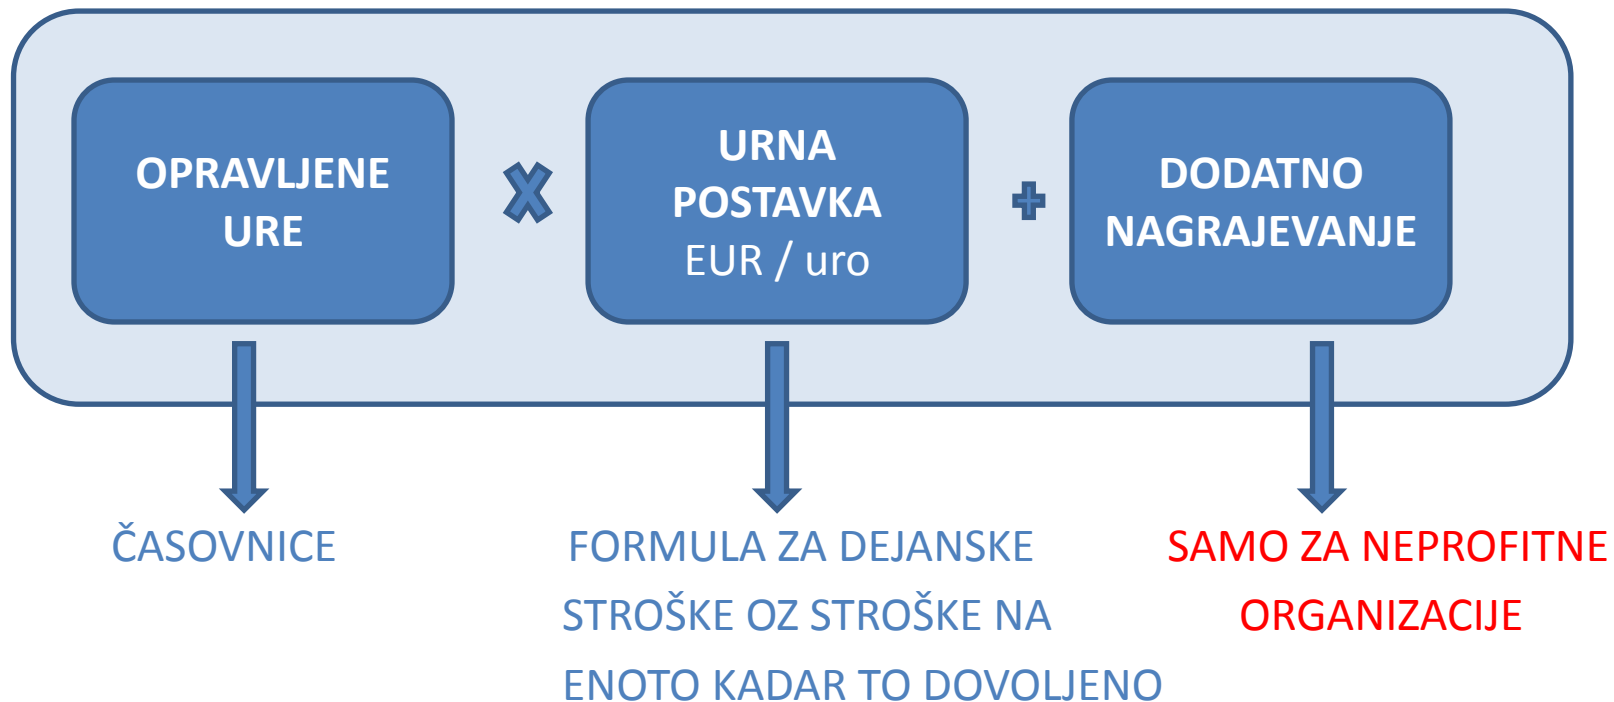 OPRAVLJENE
URE
URNA
POSTAVKA
EUR / uro
DODATNO
NAGRAJEVANJE
ČASOVNICE
FORMULA ZA DEJANSKE
STROŠKE OZ STROŠKE NA
ENOTO KADAR TO DOVOLJENO
SAMO ZA NEPROFITNE
ORGANIZACIJE